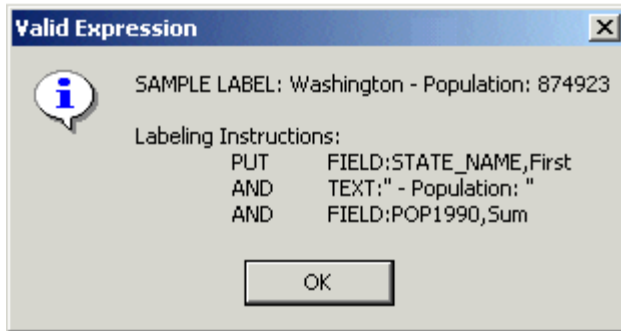 Valid Expression
SAMPLE LABEL: Washington - Population: 874923
Labeling Instructions:
PUT FIELD:STATE_NAME,First
AND TEXT:" - Population: "
AND FIELD:POP1990,Sum
OK